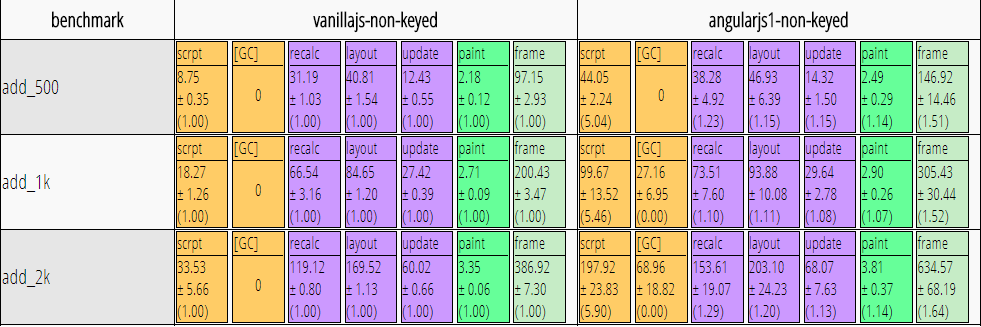 benchmark vanillajs-non-keyed angularjs1-non-keyed
scrpt [GC] recalc layout update paint frame scrpt [GC] recalc layout update paint frame
8.75 31.19 40.81 12.43 2.18 97.15 44.05 38.28 46.93 14.32 2.49 146.92
add_500 ± 0.35 0 ± 1.03 ± 1.54 ± 0.55 ± 0.12 ± 2.93 ± 2.24 0 ± 4.92 ± 6.39 ± 1.50 ± 0.29 ± 14.46
(1.00) (1.00) (1.00) (1.00) (1.00) (1.00) (5.04) (1.23) (1.15) (1.15) (1.14) (1.51)
scrpt [GC] recalc layout update paint frame scrpt [GC] recalc layout update paint frame
18.27 66.54 84.65 27.42 2.71 200.43 99.67 27.16 73.51 93.88 29.64 2.90 305.43
add_1k ± 1.26 0 ± 3.16 ± 1.20 ± 0.39 ± 0.09 ± 3.47 ± 13.52 ± 6.95 ± 7.60 ± 10.08 ± 2.78 ± 0.26 ± 30.44
(1.00) (1.00) (1.00) (1.00) (1.00) (1.00) (5.46) (0.00) (1.10) (1.11) (1.08) (1.07) (1.52)
scrpt [GC] recalc layout update paint frame scrpt [GC] recalc layout update paint frame
33.53 119.12 169.52 60.02 3.35 386.92 197.92 68.96 153.61 203.10 68.07 3.81 634.57
add_2k ± 5.66 0 ± 0.80 ± 1.13 ± 0.66 ± 0.06 ± 7.30 ± 23.83 ± 18.82 ± 19.07 ± 24.23 ± 7.63 ± 0.37 ± 68.19
(1.00) (1.00) (1.00) (1.00) (1.00) (1.00) (5.90) (0.00) (1.29) (1.20) (1.13) (1.14) (1.64)